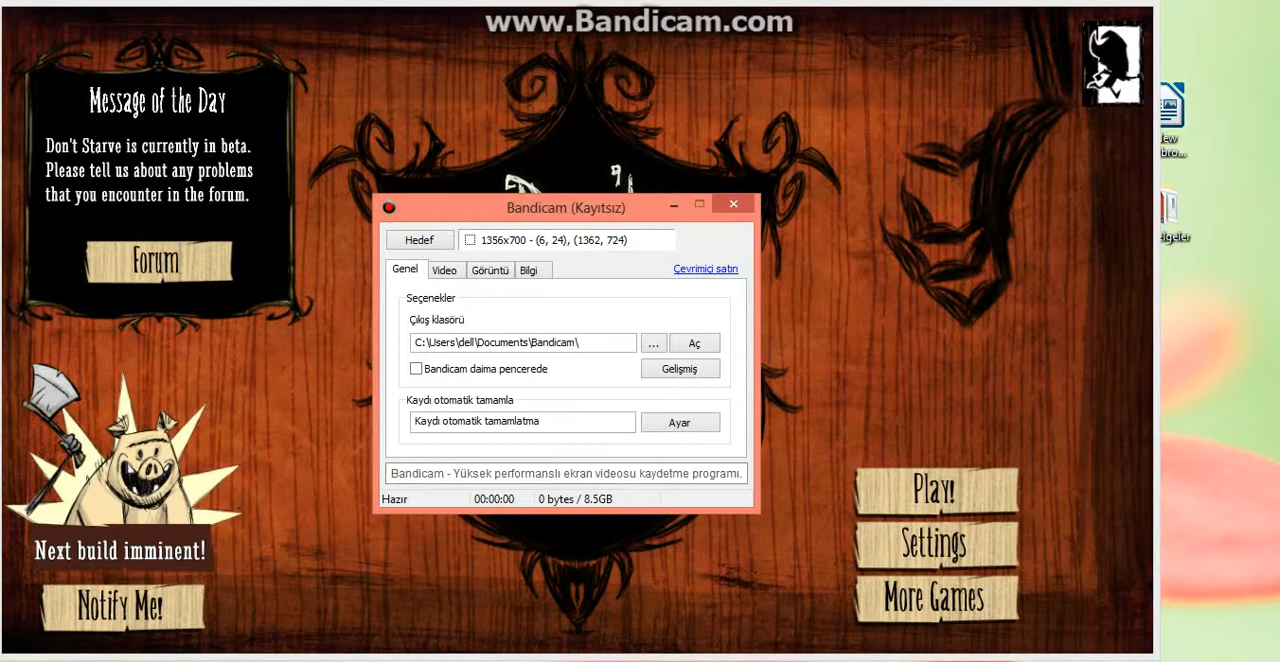 www.Bandicam.com
Message of the Day
Don't Starve is currently in beta.
Please tell us about any problems
that you encounter in the forum.
Forum
Bandicam (Kayıtsız)
Hedef
1356x700 - (6, 24), (1362, 724)
Genel
Video
Görüntü
Bilgi
Çevrimiçi satın
Seçenekler
Çıkış klasörü
C:\Users\dell\Documents\Bandicam\
...
Aç
Bandicam daima pencerede
Gelişmiş
Kaydı otomatik tamamla
Kaydı otomatik tamamlatma
Ayar
Bandicam - Yüksek performanslı ekran videosu kaydetme programı.
Hazır
00:00:00
0 bytes / 8.5GB
Next build imminent!
Notify Me!
Play!
Settings
More Games